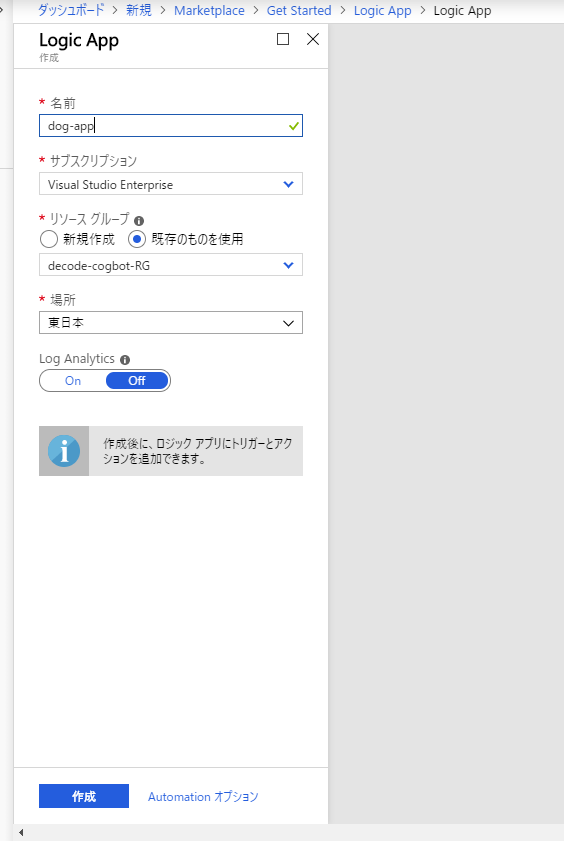 ダッシュボード > 新規 > Marketplace > Get Started > Logic App > Logic App
Logic App
作成
* 名前
dog-app
* サブスクリプション
Visual Studio Enterprise
* リソース グループ
新規作成 既存のものを使用
decode-cogbot-RG
* 場所
東日本
Log Analytics
On Off
作成後に、ロジック アプリにトリガーとアク
ションを追加できます。
作成 Automation オプション